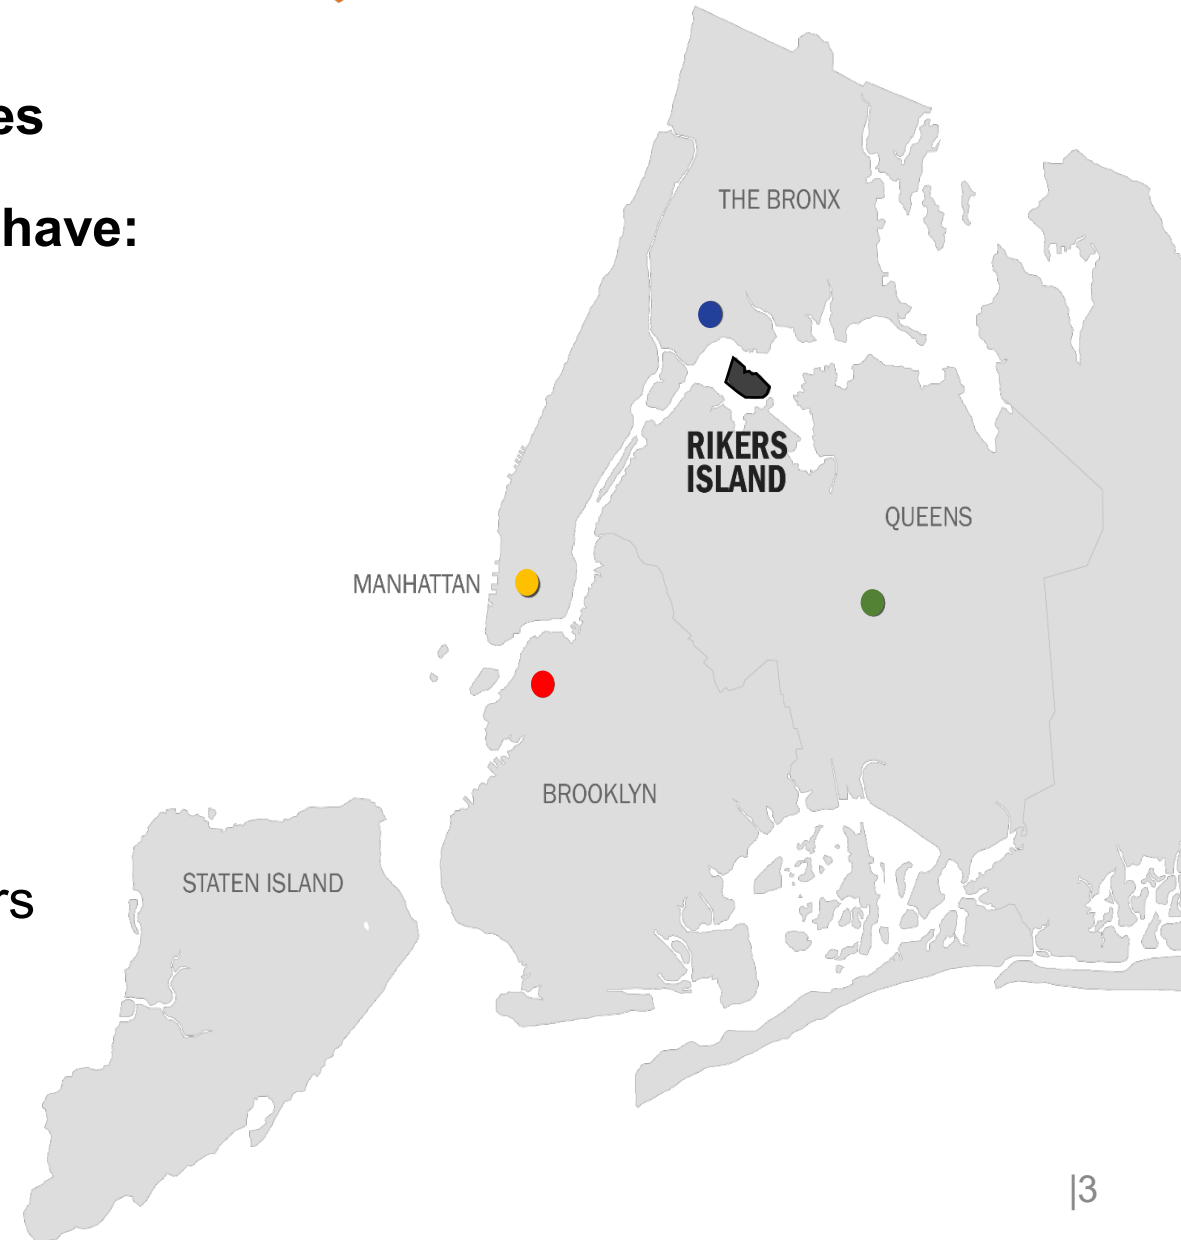 es
have:
THE BRONX
RIKERS
ISLAND
QUEENS
MANHATTAN
BROOKLYN
STATEN ISLAND
rs
|3